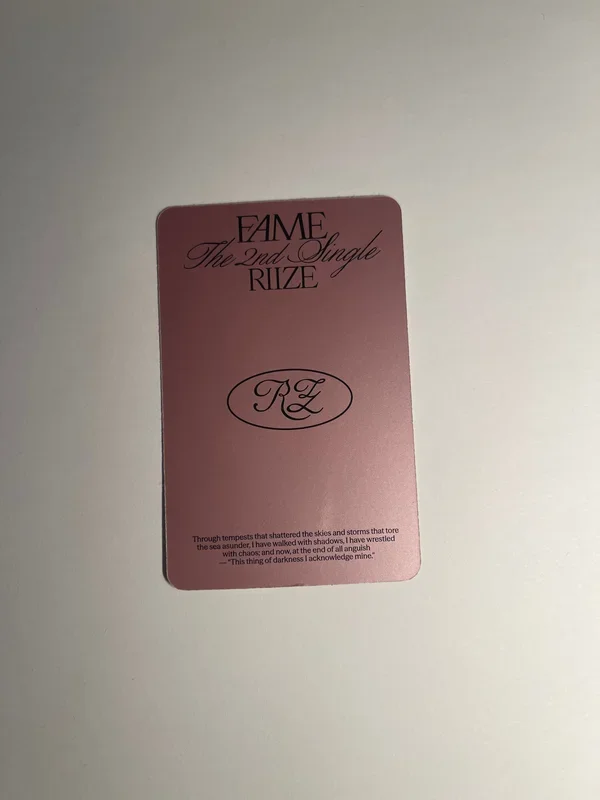 FAME
The 2nd Single
RIIZE
RZ
Through tempests that shattered the skies and storms that tore
the sea asunder, I have walked with shadows, I have wrestled
with chaos; and now, at the end of all anguish
— “This thing of darkness I acknowledge mine.”